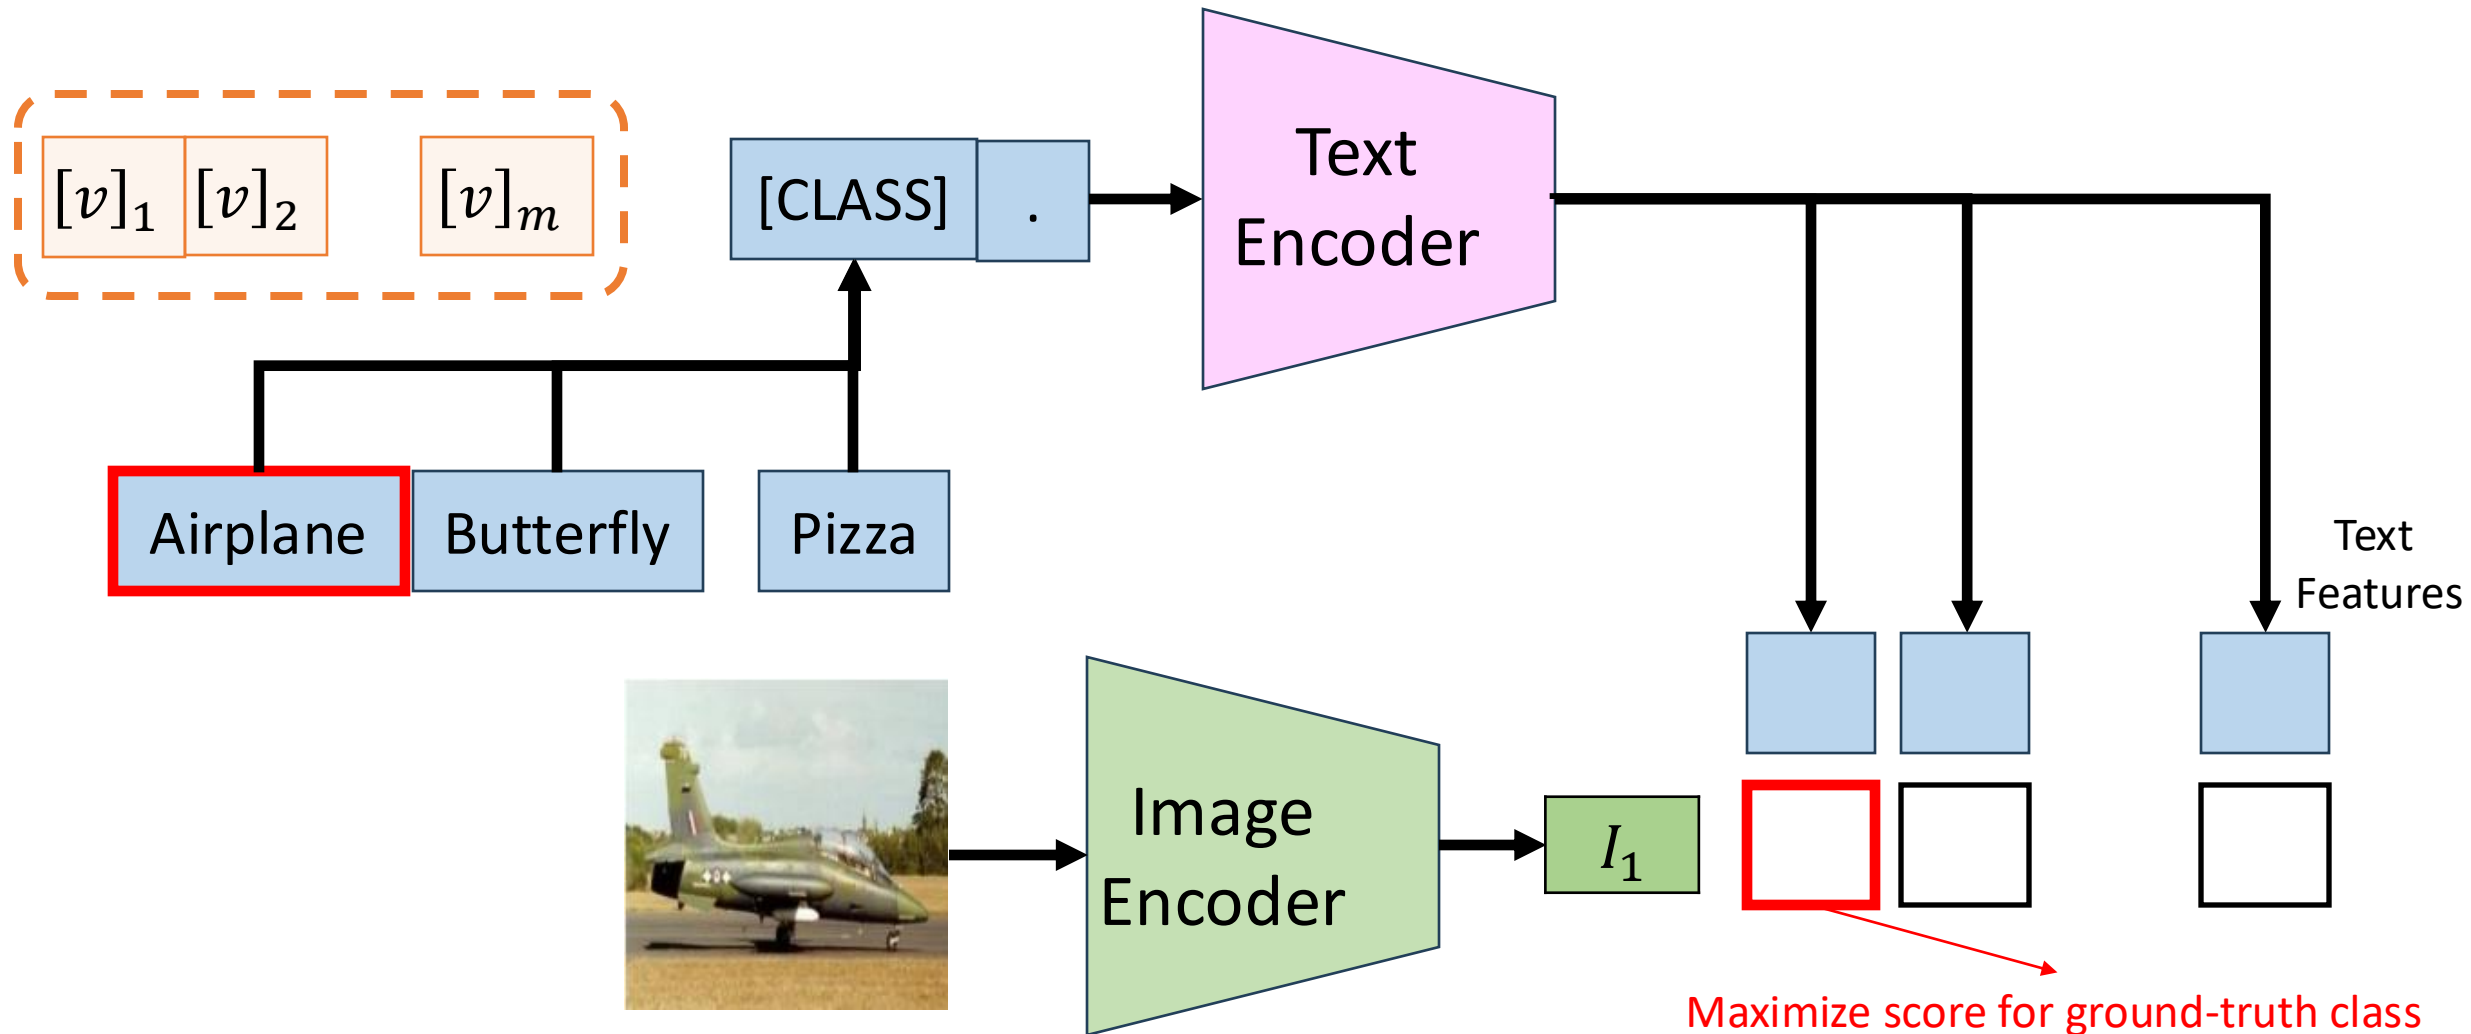 [v]₁ [v]₂ [v]ₘ [CLASS] .
Text
Encoder
Airplane Butterfly Pizza
Text
Features
Image
Encoder
I₁
Maximize score for ground-truth class